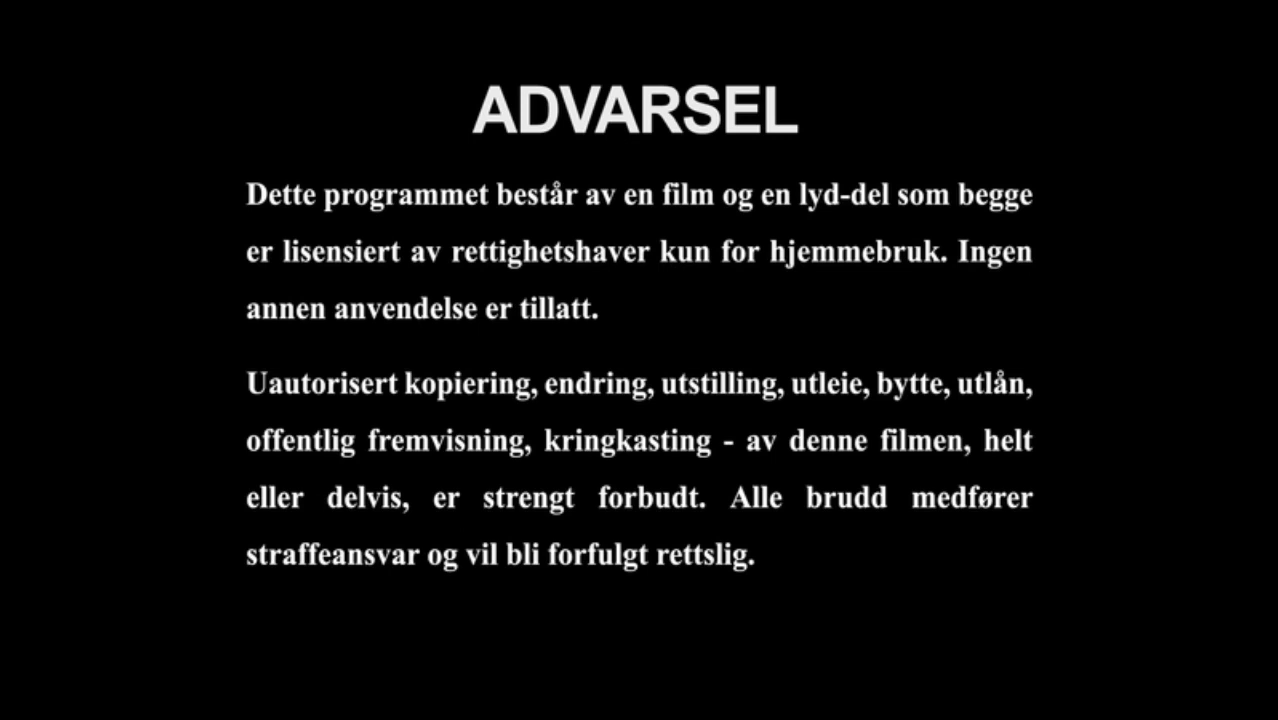 ADVARSEL
Dette programmet består av en film og en lyd-del som begge
er lisensiert av rettighetshaver kun for hjemmebruk. Ingen
annen anvendelse er tillatt.
Uautorisert kopiering, endring, utstilling, utleie, bytte, utlån,
offentlig fremvisning, kringkasting - av denne filmen, helt
eller delvis, er strengt forbudt. Alle brudd medfører
straffeansvar og vil bli forfulgt rettslig.